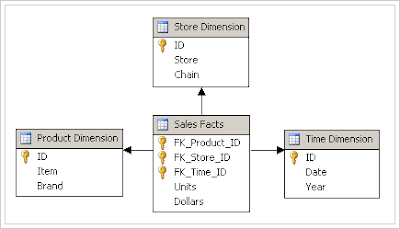 Store Dimension
ID
Store
Chain
Product Dimension
ID
Item
Brand
Sales Facts
FK_Product_ID
FK_Store_ID
FK_Time_ID
Units
Dollars
Time Dimension
ID
Date
Year